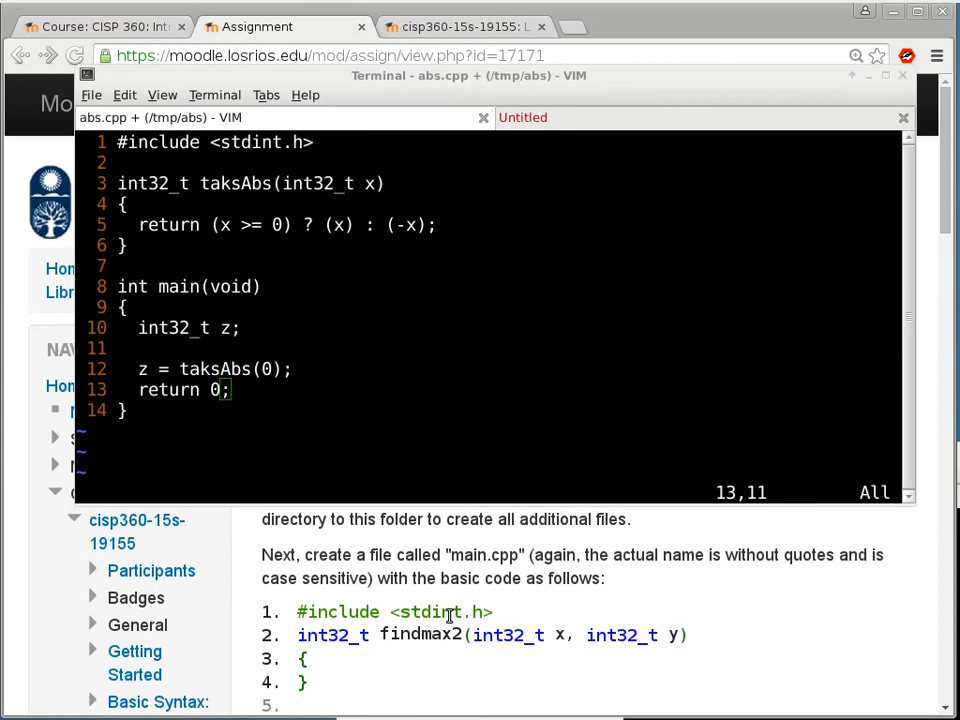 Course: CISP 360: Int
Assignment
cisp360-15s-19155: L
https://moodle.losrios.edu/mod/assign/view.php?id=17171
Terminal - abs.cpp + (/tmp/abs) - VIM
Mo
File Edit View Terminal Tabs Help
abs.cpp + (/tmp/abs) - VIM
Untitled
1 #include <stdint.h>
2
3 int32_t taksAbs(int32_t x)
4 {
5 return (x >= 0) ? (x) : (-x);
6 }
7
8 int main(void)
9 {
10 int32_t z;
11
12 z = taksAbs(0);
13 return 0;
14 }
~
~
~
13,11 All
Hom
Libr
NA
Hom
directory to this folder to create all additional files.
Next, create a file called "main.cpp" (again, the actual name is without quotes and is
case sensitive) with the basic code as follows:
1. #include <stdint.h>
2. int32_t findmax2(int32_t x, int32_t y)
3. {
4. }
5.
cisp360-15s-
19155
Participants
Badges
General
Getting
Started
Basic Syntax: